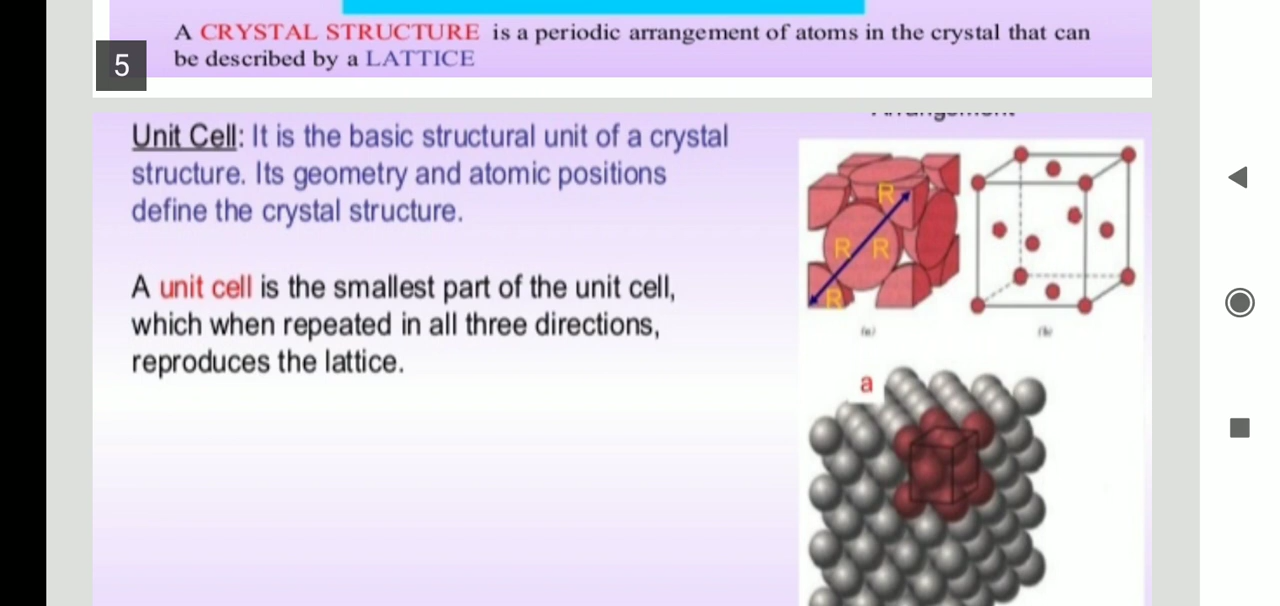 A CRYSTAL STRUCTURE is a periodic arrangement of atoms in the crystal that can
be described by a LATTICE
5
Unit Cell: It is the basic structural unit of a crystal
structure. Its geometry and atomic positions
define the crystal structure.
A unit cell is the smallest part of the unit cell,
which when repeated in all three directions,
reproduces the lattice.
R
R R
R
(a) (b)
a